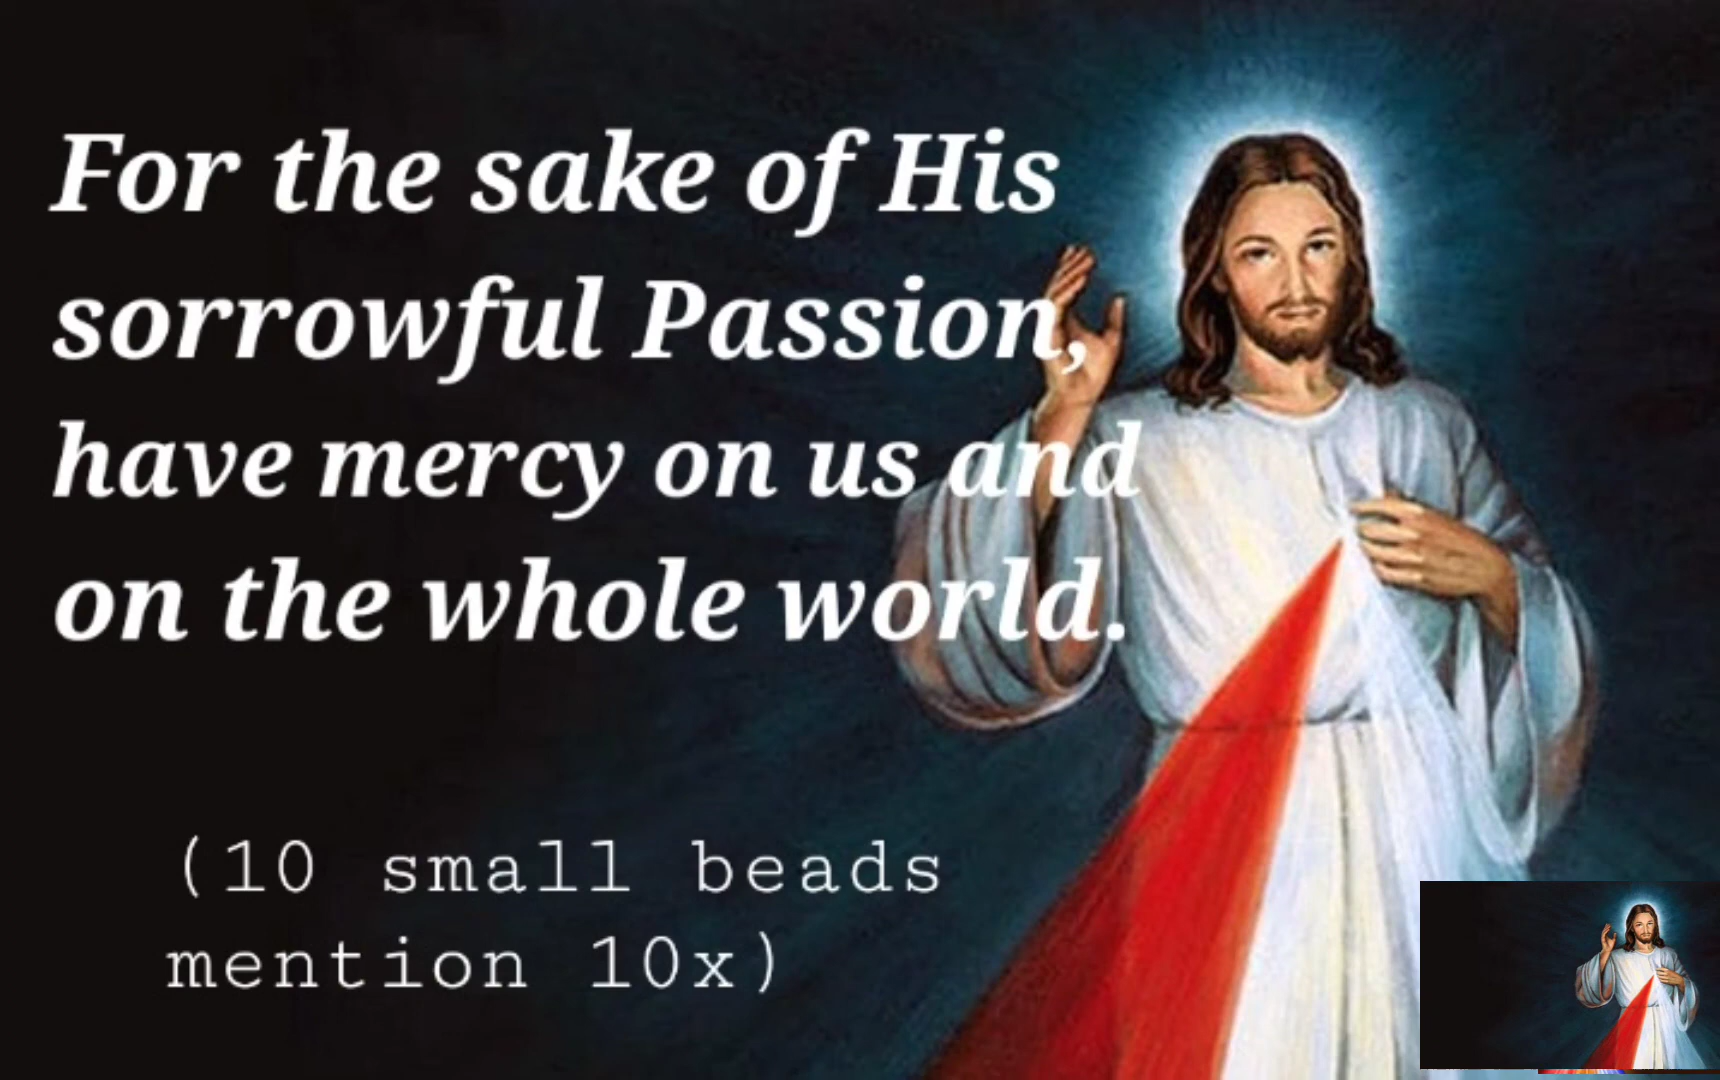 For the sake of His
sorrowful Passion,
have mercy on us and
on the whole world.
(10 small beads
mention 10x)